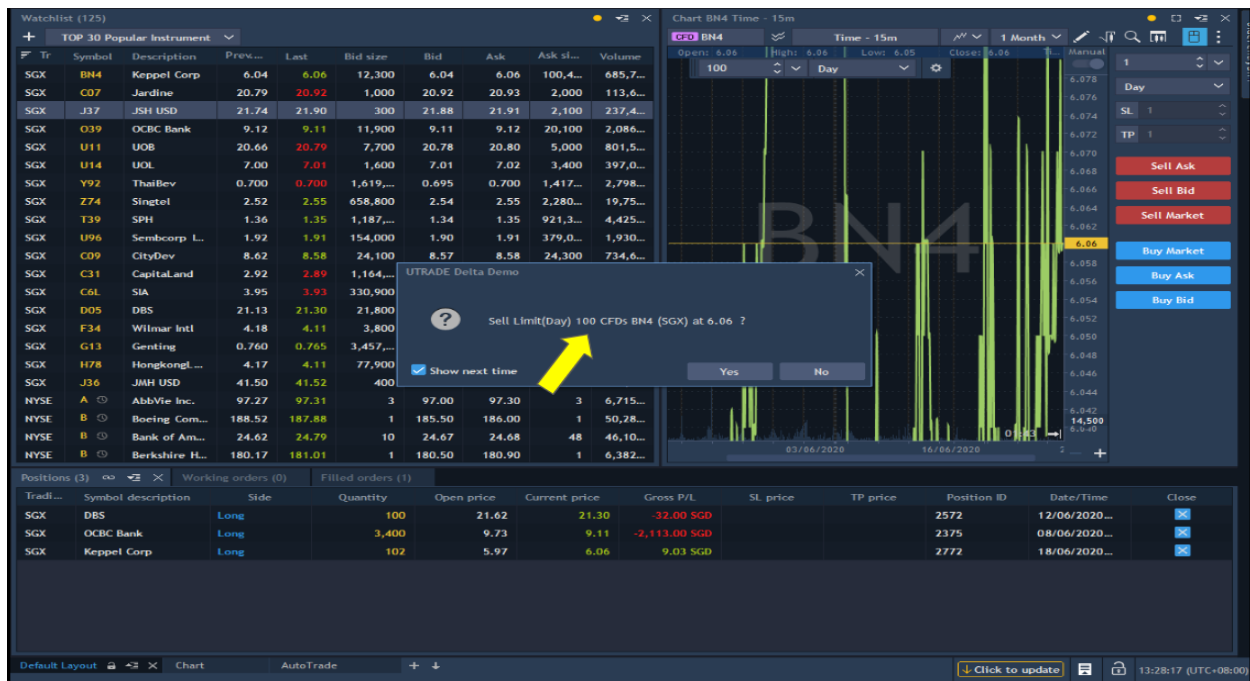 Watchlist (125)
TOP 30 Popular Instrument
Tr Symbol Description Prev.... Last Bid size Bid Ask Ask si... Volume
SGX BN4 Keppel Corp 6.04 6.06 12,300 6.04 6.06 100,4... 685,7...
SGX C07 Jardine 20.79 20.92 1,000 20.92 20.93 2,000 113,6...
SGX J37 JSH USD 21.74 21.90 300 21.88 21.91 2,100 237,4...
SGX O39 OCBC Bank 9.12 9.11 11,900 9.11 9.12 20,100 2,086...
SGX U11 UOB 20.66 20.79 7,700 20.78 20.80 5,000 801,5...
SGX U14 UOL 7.00 7.01 1,600 7.01 7.02 3,400 397,0...
SGX Y92 ThaiBev 0.700 0.700 1,619,... 0.695 0.700 1,417... 2,798...
SGX Z74 Singtel 2.52 2.55 658,800 2.54 2.55 2,280... 19,75...
SGX T39 SPH 1.36 1.35 1,187,... 1.34 1.35 921,3... 4,425...
SGX U96 Sembcorp I... 1.92 1.91 154,000 1.90 1.91 379,0... 1,930...
SGX C09 CityDev 8.62 8.58 24,100 8.57 8.58 24,300 734,6...
SGX C31 CapitaLand 2.92 2.89 1,164,...
SGX C6L SIA 3.95 3.93 330,900
SGX D05 DBS 21.13 21.30 21,800
SGX F34 Wilmar Intl 4.18 4.11 3,800
SGX G13 Genting 0.760 0.765 3,457,...
SGX H78 HongkongL... 4.17 4.11 77,900
SGX J36 JMH USD 41.50 41.52 400
NYSE A AbbVie Inc. 97.27 97.31 3 97.00 97.30 3 6,715...
NYSE B Boeing Com... 188.52 187.88 1 185.50 186.00 1 50,28...
NYSE B Bank of Am... 24.62 24.79 10 24.67 24.68 48 46,10...
NYSE B Berkshire H... 180.17 181.01 1 180.50 180.90 1 6,382...
Chart BN4 Time - 15m
CFD BN4 Time - 15m 1 Month
Open: 6.06 High: 6.06 Low: 6.05 Close: 6.06 Manual
100 Day
BN4
6.078
6.076
6.074
6.072
6.070
6.068
6.066
6.064
6.062
6.06
6.058
6.056
6.054
6.052
6.050
6.048
6.046
6.044
6.042
14,500
03/06/2020 16/06/2020
1
Day
SL 1
TP 1
Sell Ask
Sell Bid
Sell Market
Buy Market
Buy Ask
Buy Bid
UTRADE Delta Demo
Sell Limit(Day) 100 CFDs BN4 (SGX) at 6.06 ?
Show next time Yes No
Positions (3) Working orders (0) Filled orders (1)
Tradi... Symbol description Side Quantity Open price Current price Gross P/L SL price TP price Position ID Date/Time Close
SGX DBS Long 100 21.62 21.30 -32.00 SGD 2572 12/06/2020...
SGX OCBC Bank Long 3,400 9.73 9.11 -2,113.00 SGD 2375 08/06/2020...
SGX Keppel Corp Long 102 5.97 6.06 9.03 SGD 2772 18/06/2020...
Default Layout Chart AutoTrade Click to update 13:28:17 (UTC+08:00)